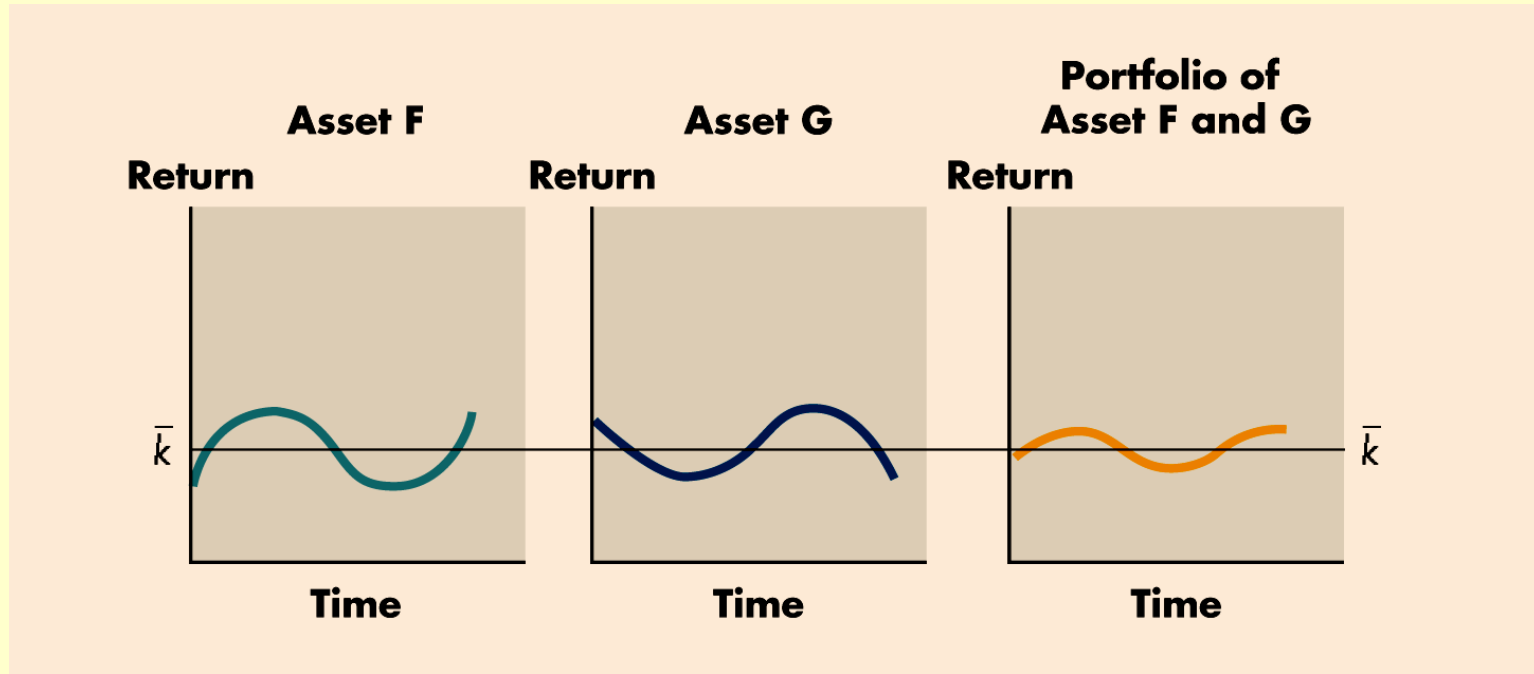 Portfolio of
Asset F
Asset G
Asset F and G
Return
Return
Return
k̅
k̅
Time
Time
Time